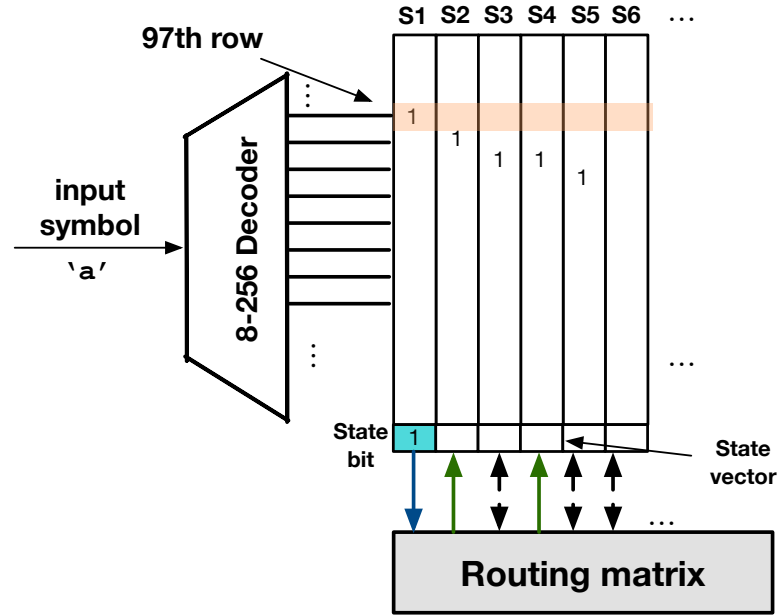 S1 S2 S3 S4 S5 S6 ...
97th row
...
1
1
1 1
1
input
symbol
‘a’
8-256 Decoder
...
...
State
bit
1
State
vector
...
Routing matrix